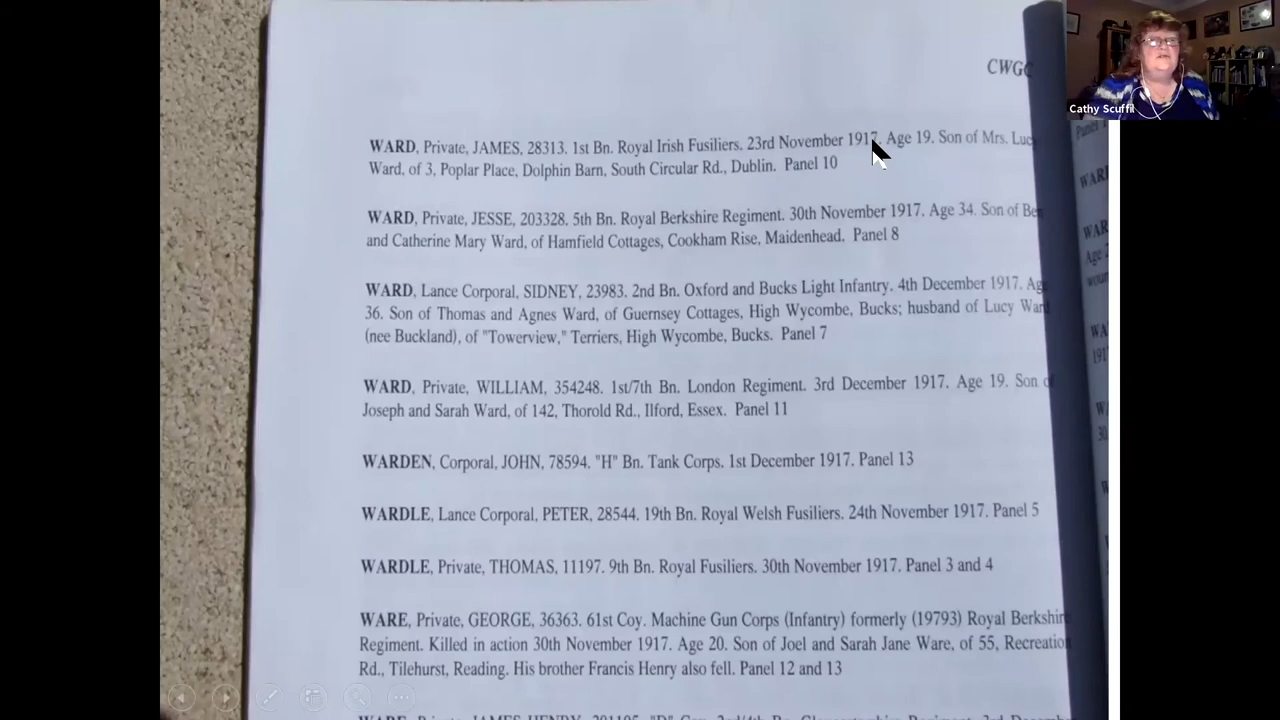 CWGC
Cathy Scuffil
WARD, Private, JAMES, 28313. 1st Bn. Royal Irish Fusiliers. 23rd November 1917. Age 19. Son of Mrs. Lucy
Ward, of 3, Poplar Place, Dolphin Barn, South Circular Rd., Dublin. Panel 10
WARD, Private, JESSE, 203328. 5th Bn. Royal Berkshire Regiment. 30th November 1917. Age 34. Son of Ben
and Catherine Mary Ward, of Hamfield Cottages, Cookham Rise, Maidenhead. Panel 8
WARD, Lance Corporal, SIDNEY, 23983. 2nd Bn. Oxford and Bucks Light Infantry. 4th December 1917. Age
36. Son of Thomas and Agnes Ward, of Guernsey Cottages, High Wycombe, Bucks; husband of Lucy Ward
(nee Buckland), of "Towerview," Terriers, High Wycombe, Bucks. Panel 7
WARD, Private, WILLIAM, 354248. 1st/7th Bn. London Regiment. 3rd December 1917. Age 19. Son of
Joseph and Sarah Ward, of 142, Thorold Rd., Ilford, Essex. Panel 11
WARDEN, Corporal, JOHN, 78594. "H" Bn. Tank Corps. 1st December 1917. Panel 13
WARDLE, Lance Corporal, PETER, 28544. 19th Bn. Royal Welsh Fusiliers. 24th November 1917. Panel 5
WARDLE, Private, THOMAS, 11197. 9th Bn. Royal Fusiliers. 30th November 1917. Panel 3 and 4
WARE, Private, GEORGE, 36363. 61st Coy. Machine Gun Corps (Infantry) formerly (19793) Royal Berkshire
Regiment. Killed in action 30th November 1917. Age 20. Son of Joel and Sarah Jane Ware, of 55, Recreation
Rd., Tilehurst, Reading. His brother Francis Henry also fell. Panel 12 and 13
WARE, Private, JAMES HENRY,